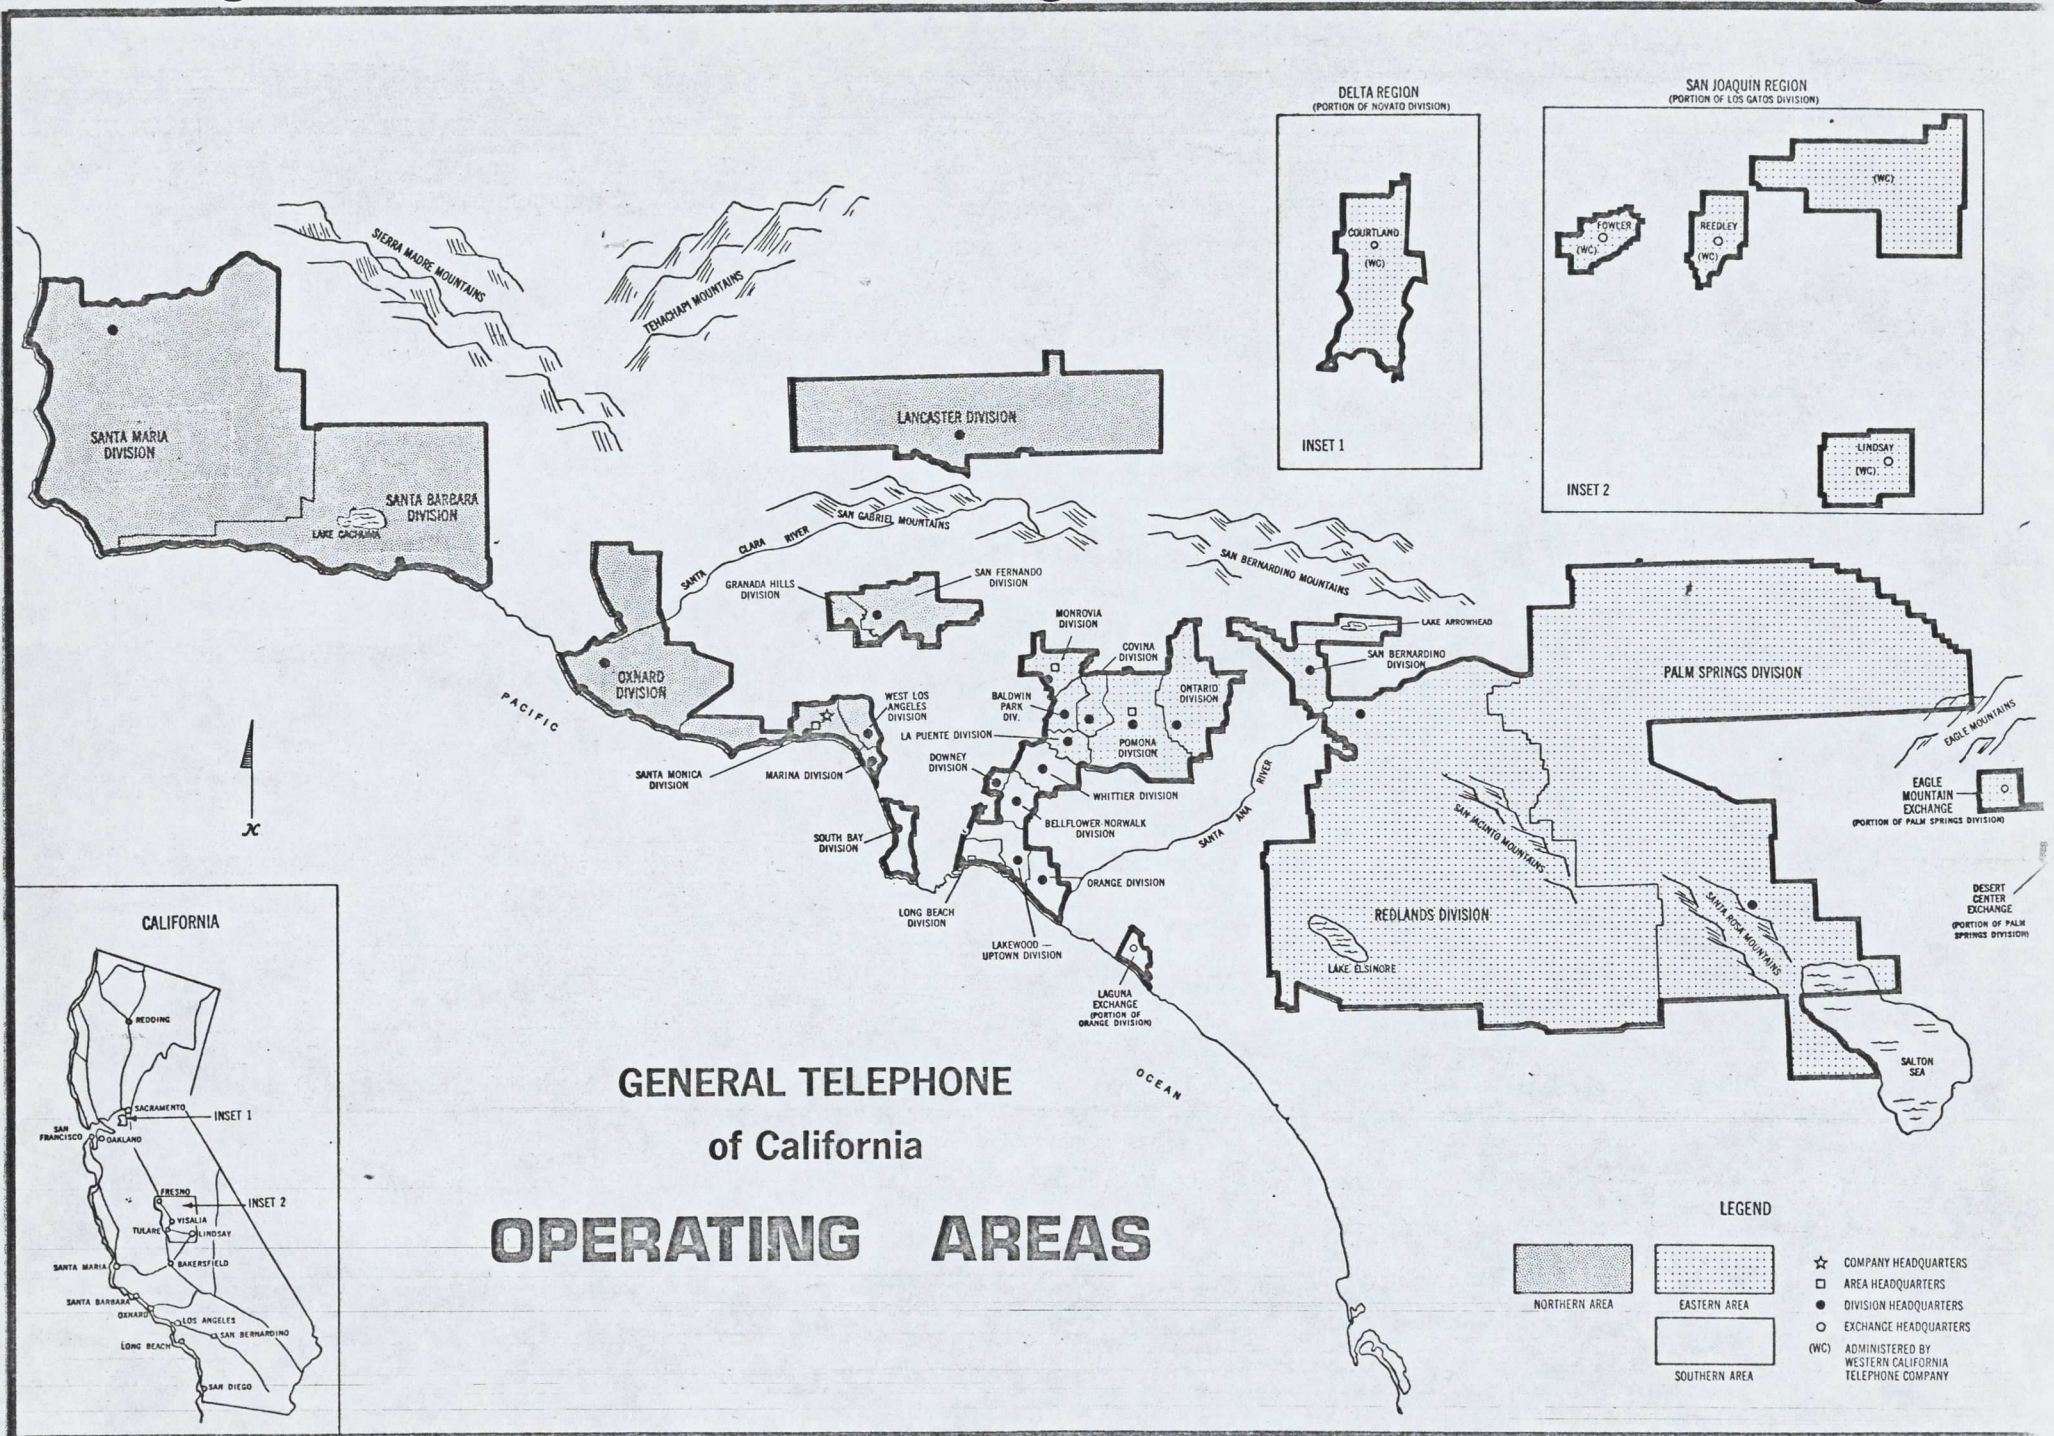 DELTA REGION
(PORTION OF NOVATO DIVISION)
SAN JOAQUIN REGION
(PORTION OF LOS GATOS DIVISION)
COURTLAND
(WC)
INSET 1
(WC)
FOWLER
(WC)
REEDLEY
(WC)
LINDSAY
(WC)
INSET 2
SIERRA MADRE MOUNTAINS
TEHACHAPI MOUNTAINS
SANTA MARIA
DIVISION
SANTA BARBARA
DIVISION
LAKE CACHUMA
LANCASTER DIVISION
SAN GABRIEL MOUNTAINS
SANTA CLARA RIVER
SAN BERNARDINO MOUNTAINS
GRANADA HILLS
DIVISION
SAN FERNANDO
DIVISION
MONROVIA
DIVISION
COVINA
DIVISION
LAKE ARROWHEAD
SAN BERNARDINO
DIVISION
PALM SPRINGS DIVISION
OXNARD
DIVISION
WEST LOS
ANGELES
DIVISION
BALDWIN
PARK
DIV.
ONTARIO
DIVISION
PACIFIC
LA PUENTE DIVISION
POMONA
DIVISION
EAGLE MOUNTAINS
SANTA MONICA
DIVISION
MARINA DIVISION
DOWNEY
DIVISION
WHITTIER DIVISION
SANTA ANA RIVER
EAGLE
MOUNTAIN
EXCHANGE
(PORTION OF PALM SPRINGS DIVISION)
N
SOUTH BAY
DIVISION
BELLFLOWER-NORWALK
DIVISION
SAN JACINTO MOUNTAINS
ORANGE DIVISION
DESERT
CENTER
EXCHANGE
(PORTION OF PALM
SPRINGS DIVISION)
LONG BEACH
DIVISION
REDLANDS DIVISION
SANTA ROSA MOUNTAINS
LAKEWOOD —
UPTOWN DIVISION
LAKE ELSINORE
LAGUNA
EXCHANGE
(PORTION OF
ORANGE DIVISION)
SALTON
SEA
OCEAN
GENERAL TELEPHONE
of California
OPERATING AREAS
CALIFORNIA
REDDING
SACRAMENTO
INSET 1
SAN
FRANCISCO
OAKLAND
FRESNO
INSET 2
VISALIA
TULARE
LINDSAY
BAKERSFIELD
SANTA MARIA
SANTA BARBARA
OXNARD
LOS ANGELES
SAN BERNARDINO
LONG BEACH
SAN DIEGO
LEGEND
NORTHERN AREA
EASTERN AREA
SOUTHERN AREA
COMPANY HEADQUARTERS
AREA HEADQUARTERS
DIVISION HEADQUARTERS
EXCHANGE HEADQUARTERS
(WC) ADMINISTERED BY
WESTERN CALIFORNIA
TELEPHONE COMPANY